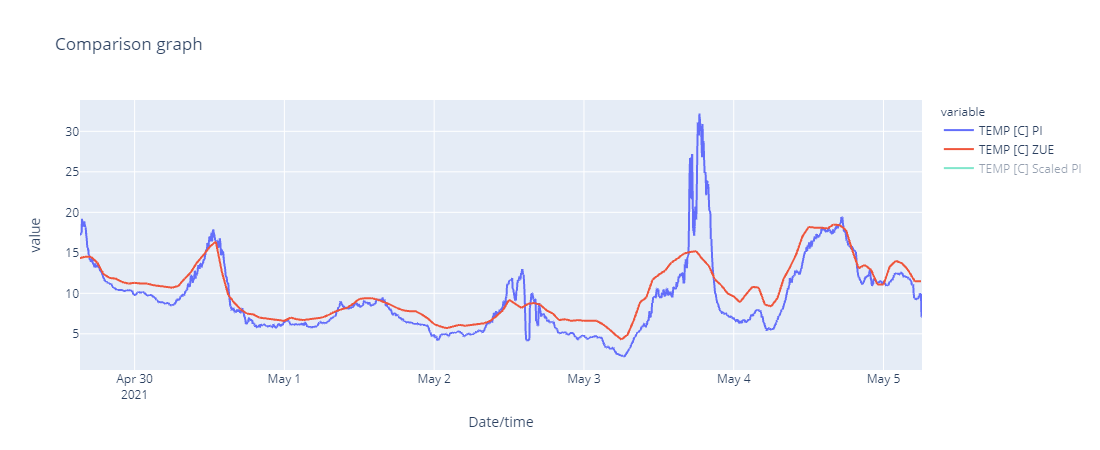 Comparison graph
variable
TEMP [C] PI
TEMP [C] ZUE
TEMP [C] Scaled PI
value
30
25
20
15
10
5
Apr 30
2021
May 1
May 2
May 3
May 4
May 5
Date/time